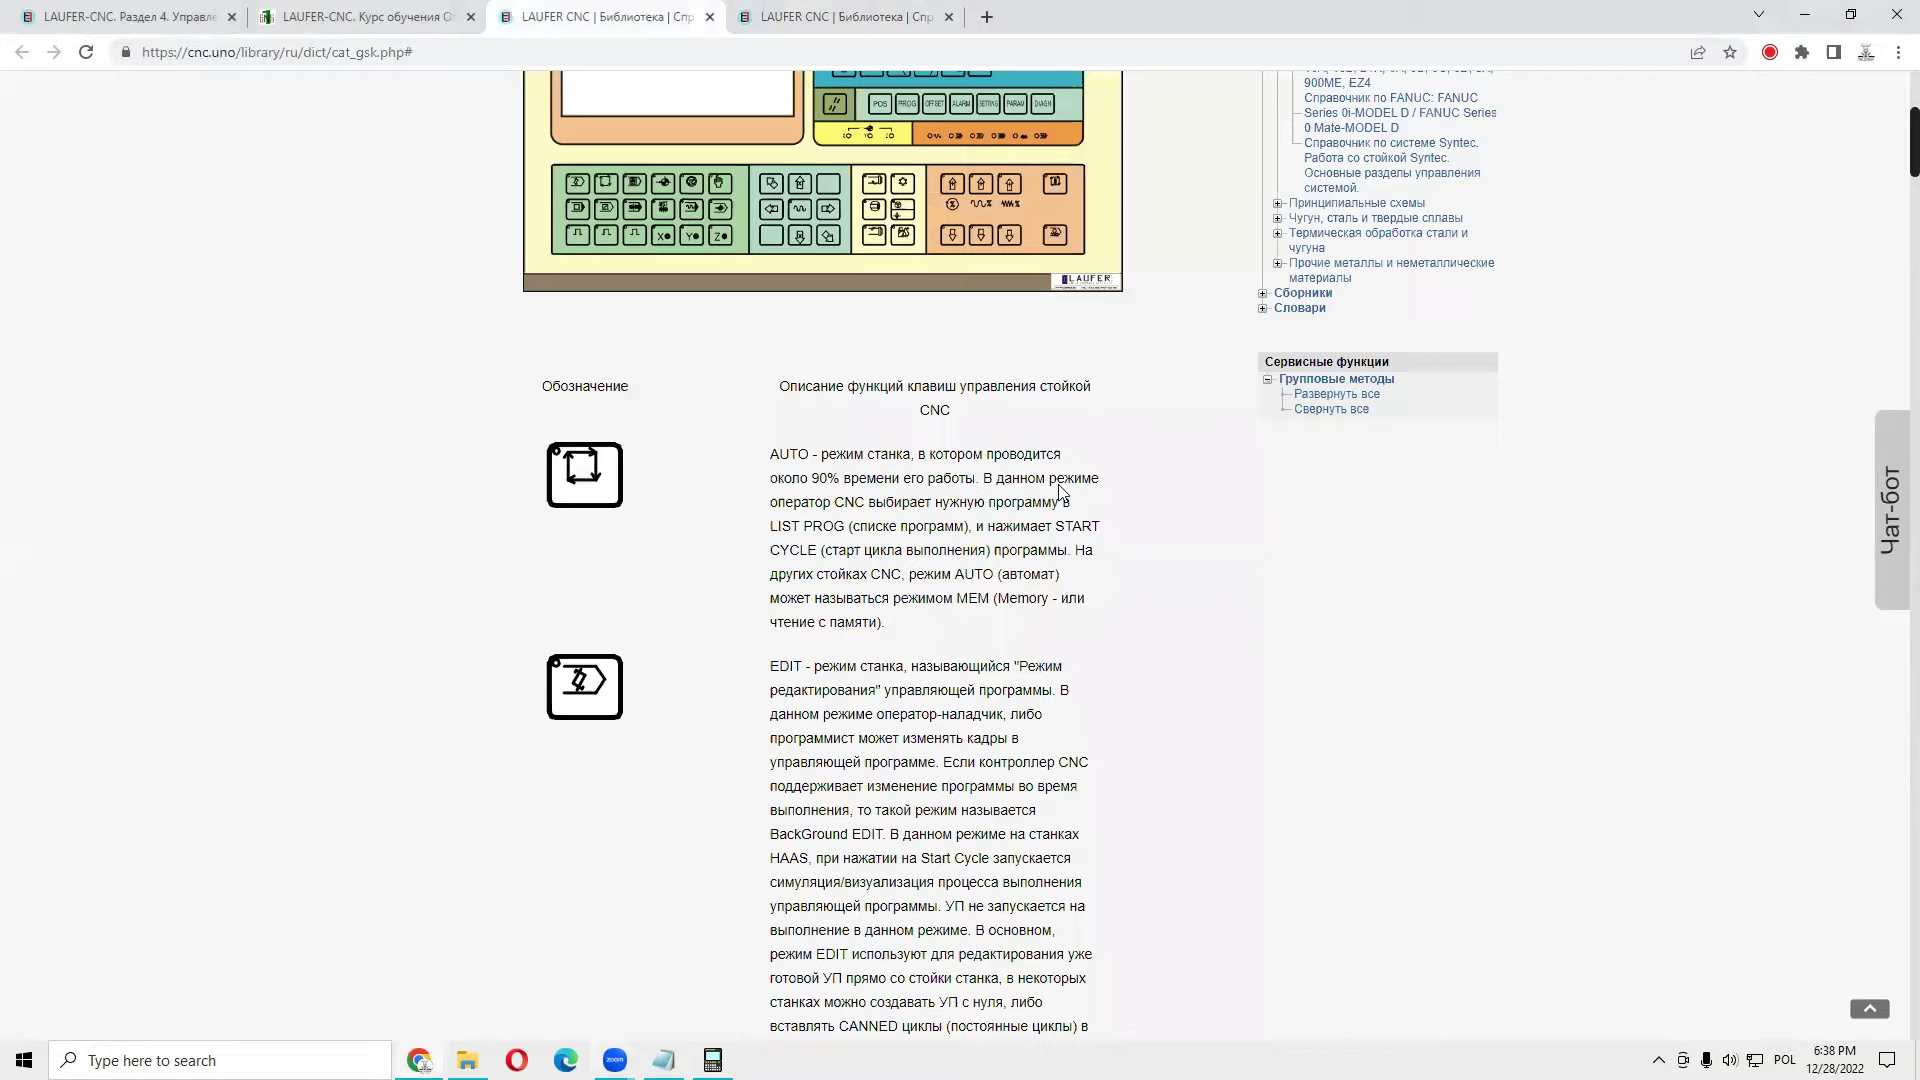 LAUFER-CNC. Раздел 4. Управле
LAUFER-CNC. Курс обучения Оп
LAUFER CNC | Библиотека | Спр
LAUFER CNC | Библиотека | Спр
https://cnc.uno/library/ru/dict/cat_gsk.php#
900ME, EZ4
Справочник по FANUC: FANUC
Series 0i-MODEL D / FANUC Series
0 Mate-MODEL D
Справочник по системе Syntec.
Работа со стойкой Syntec.
Основные разделы управления
системой.
Принципиальные схемы
Чугун, сталь и твердые сплавы
Термическая обработка стали и
чугуна
Прочие металлы и неметаллические
материалы
Сборники
Словари
Сервисные функции
Групповые методы
Развернуть все
Свернуть все
POS PROG OFFSET ALARM SETTING PARAM DIAGN
X Y Z
LAUFER
Обозначение
Описание функций клавиш управления стойкой
CNC
AUTO - режим станка, в котором проводится
около 90% времени его работы. В данном режиме
оператор CNC выбирает нужную программу в
LIST PROG (списке программ), и нажимает START
CYCLE (старт цикла выполнения) программы. На
других стойках CNC, режим AUTO (автомат)
может называться режимом MEM (Memory - или
чтение с памяти).
EDIT - режим станка, называющийся "Режим
редактирования" управляющей программы. В
данном режиме оператор-наладчик, либо
программист может изменять кадры в
управляющей программе. Если контроллер CNC
поддерживает изменение программы во время
выполнения, то такой режим называется
BackGround EDIT. В данном режиме на станках
HAAS, при нажатии на Start Cycle запускается
симуляция/визуализация процесса выполнения
управляющей программы. УП не запускается на
выполнение в данном режиме. В основном,
режим EDIT используют для редактирования уже
готовой УП прямо со стойки станка, в некоторых
станках можно создавать УП с нуля, либо
вставлять CANNED циклы (постоянные циклы) в
Чат-бот
Type here to search
zoom
POL
6:38 PM
12/28/2022